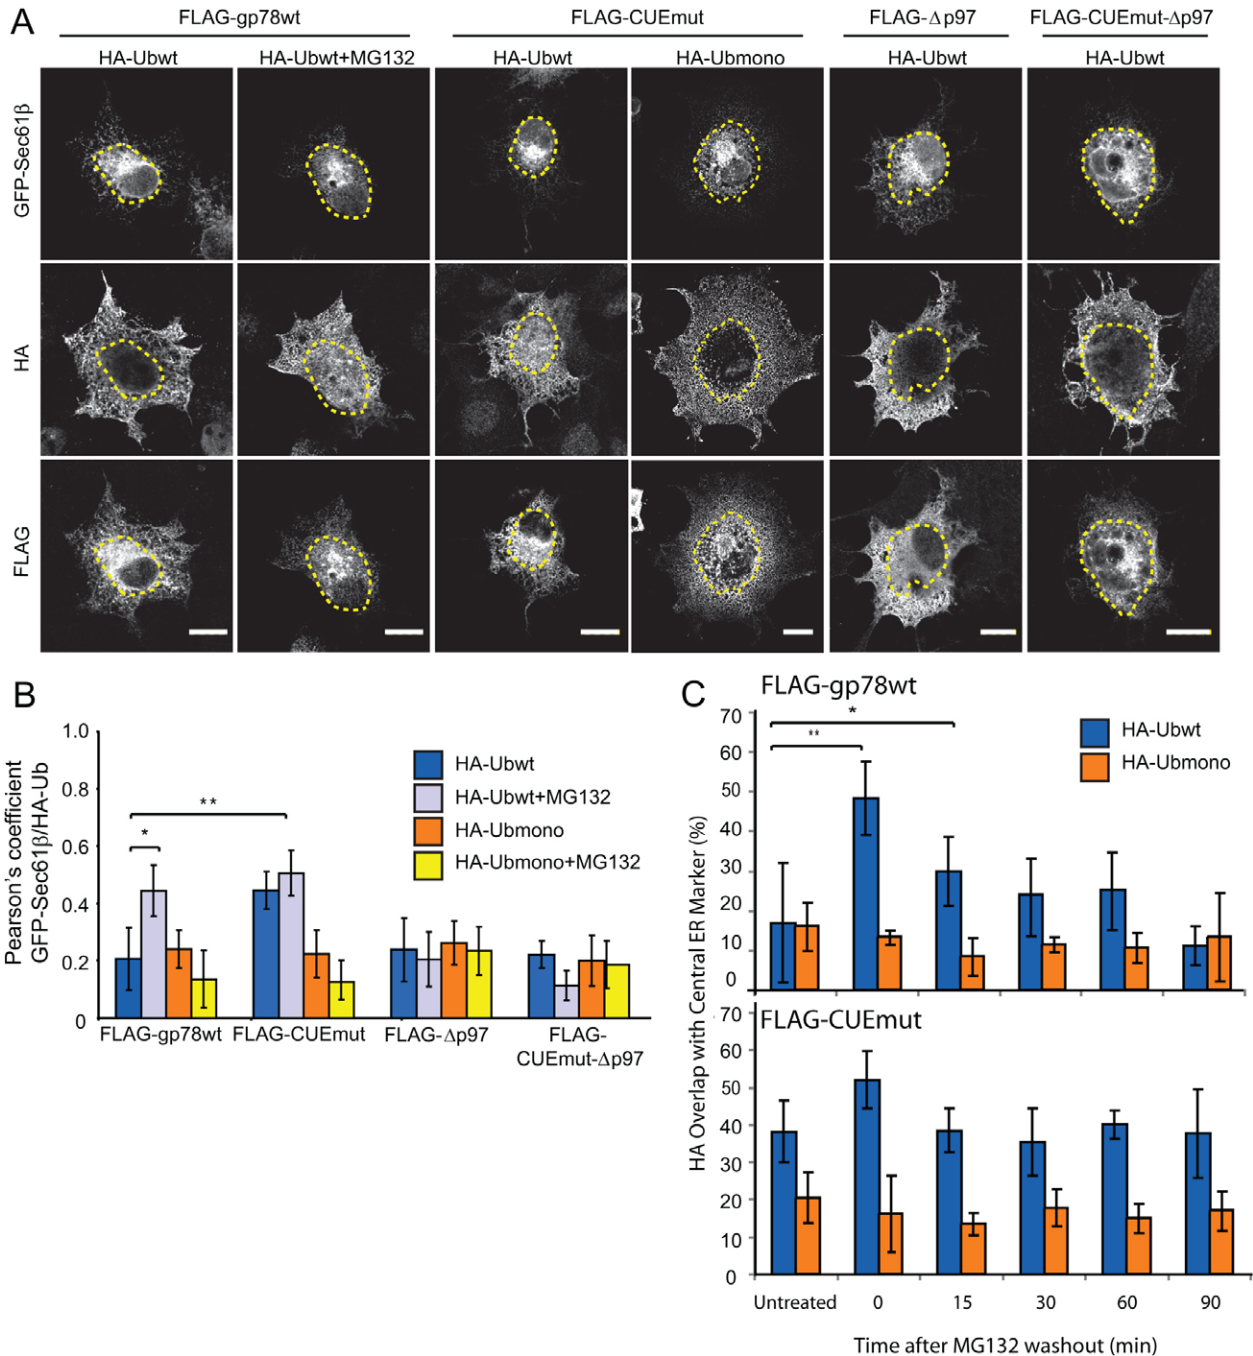 A
FLAG-gp78wt
FLAG-CUEmut
FLAG-Δp97
FLAG-CUEmut-Δp97
HA-Ubwt
HA-Ubwt+MG132
HA-Ubwt
HA-Ubmono
HA-Ubwt
HA-Ubwt
GFP-Sec61β
HA
FLAG
B
Pearson's coefficient
GFP-Sec61β/HA-Ub
1.0
0.8
0.6
0.4
0.2
0
*
**
HA-Ubwt
HA-Ubwt+MG132
HA-Ubmono
HA-Ubmono+MG132
FLAG-gp78wt
FLAG-CUEmut
FLAG-Δp97
FLAG-
CUEmut-Δp97
C
FLAG-gp78wt
HA Overlap with Central ER Marker (%)
70
60
50
40
30
20
10
0
*
**
HA-Ubwt
HA-Ubmono
FLAG-CUEmut
70
60
50
40
30
20
10
0
Untreated
0
15
30
60
90
Time after MG132 washout (min)